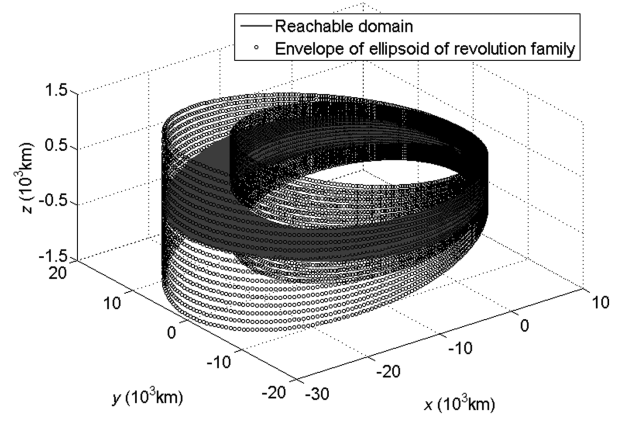 Reachable domain
Envelope of ellipsoid of revolution family
1.5
0.5
-0.5
-1.5
z (10³km)
20
10
0
-10
-20
y (10³km)
-30
-20
-10
0
10
x (10³km)